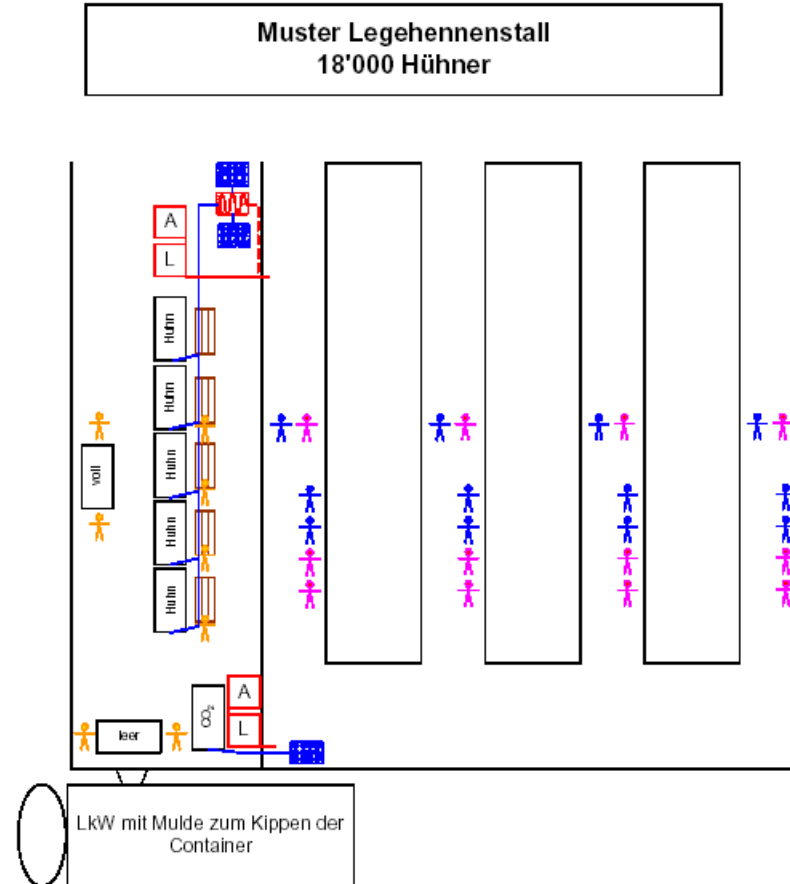 Muster Legehennenstall
18'000 Hühner
A
L
Huhn
Huhn
Huhn
Huhn
Huhn
voll
A
L
CO₂
leer
LkW mit Mulde zum Kippen der
Container